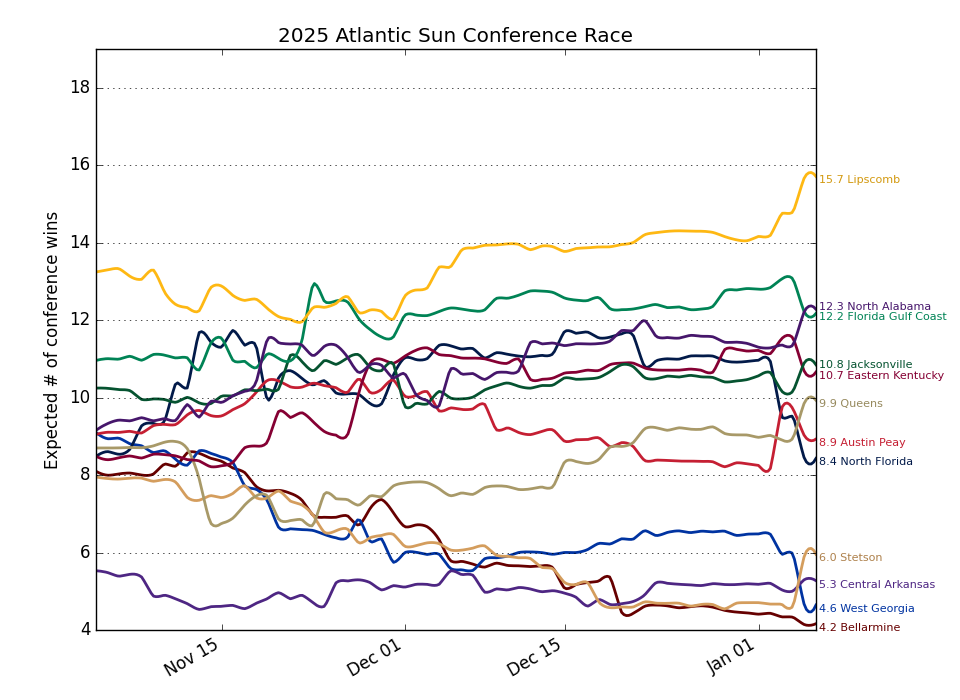 2025 Atlantic Sun Conference Race
Expected # of conference wins
18
16
14
12
10
8
6
4
Nov 15
Dec 01
Dec 15
Jan 01
15.7 Lipscomb
12.3 North Alabama
12.2 Florida Gulf Coast
10.8 Jacksonville
10.7 Eastern Kentucky
9.9 Queens
8.9 Austin Peay
8.4 North Florida
6.0 Stetson
5.3 Central Arkansas
4.6 West Georgia
4.2 Bellarmine